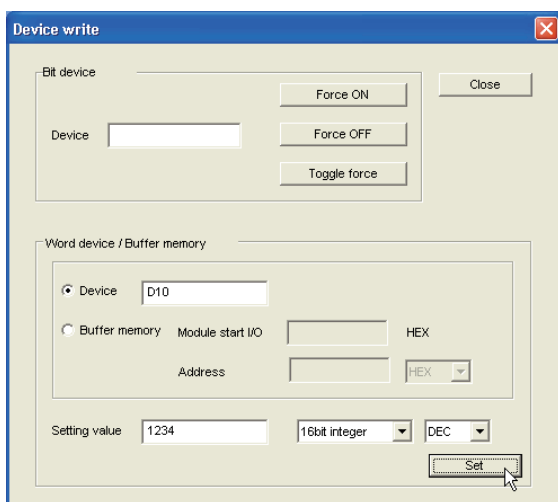 Device write
Bit device
Force ON
Close
Device
Force OFF
Toggle force
Word device / Buffer memory
Device D10
Buffer memory Module start I/O HEX
Address HEX
Setting value 1234 16bit integer DEC
Set